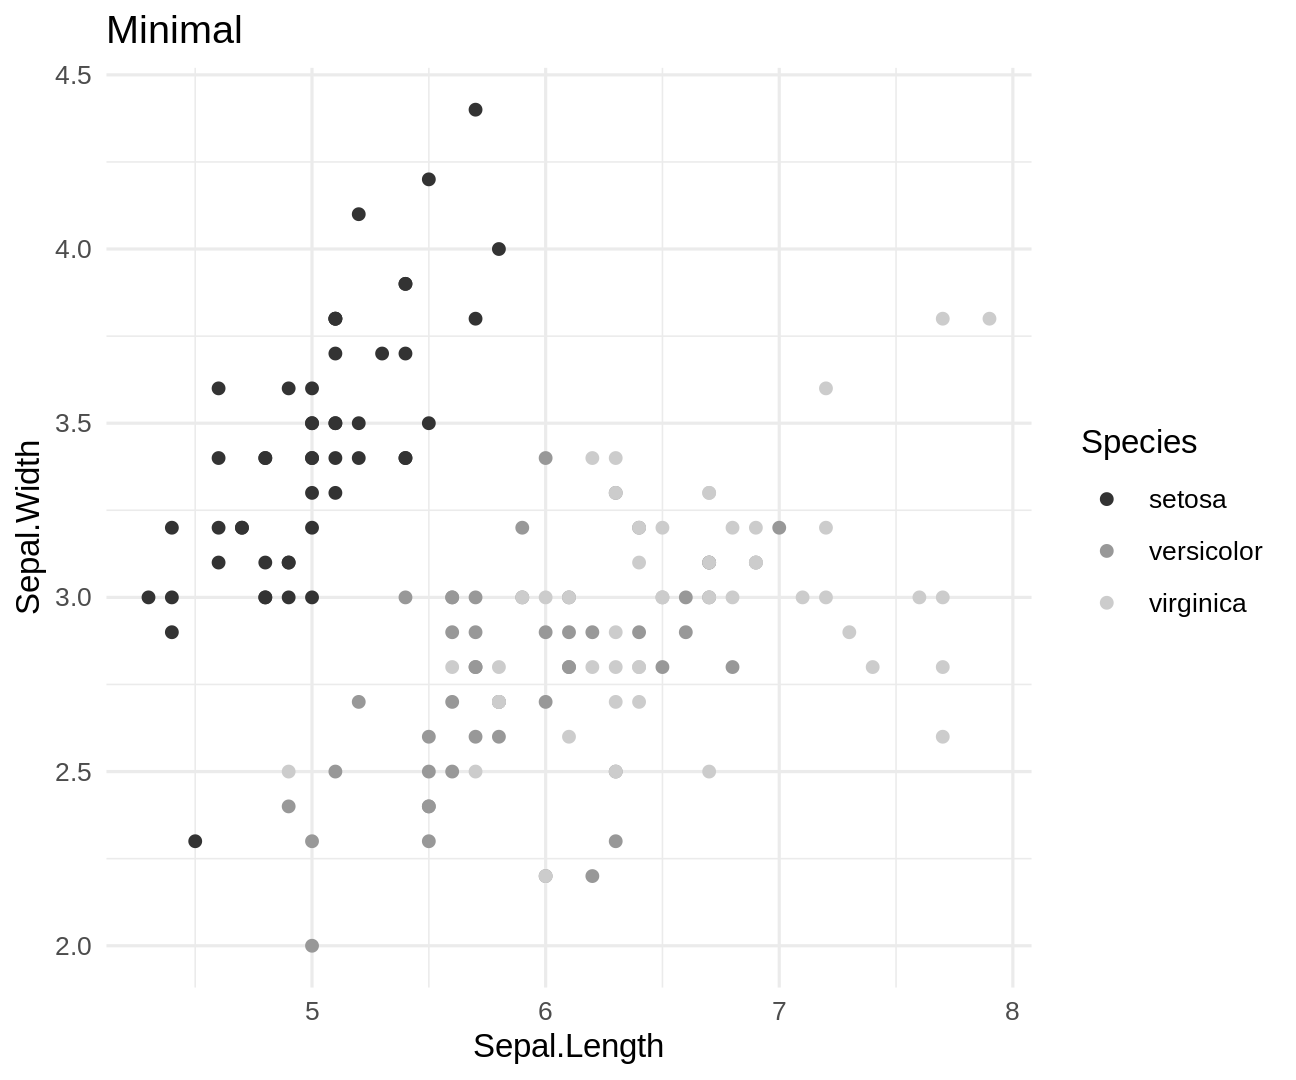 Minimal
4.5
4.0
3.5
3.0
2.5
2.0
Sepal.Width
5 6 7 8
Sepal.Length
Species
setosa
versicolor
virginica